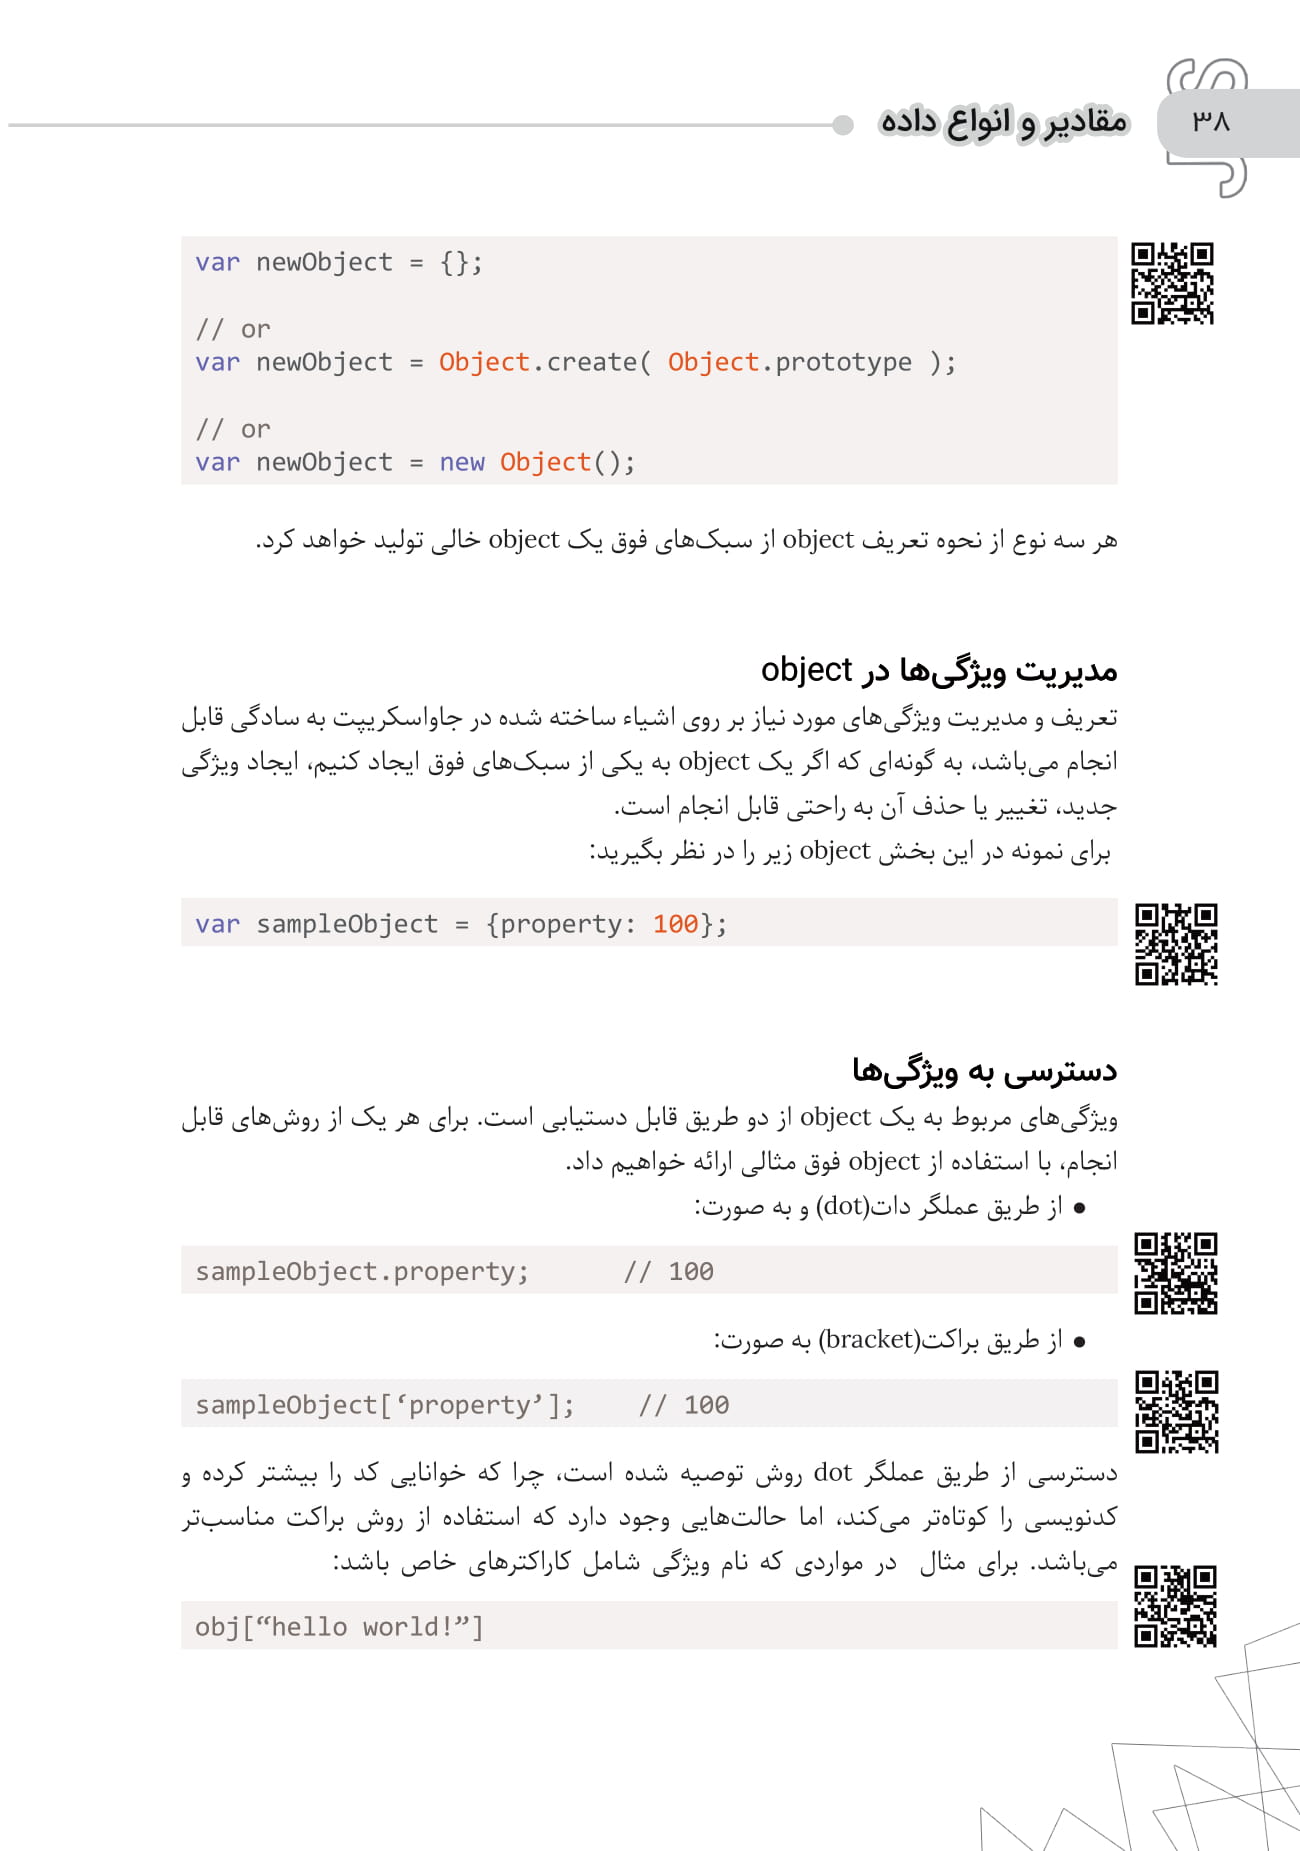 ۳۸
مقادیر و انواع داده
var newObject = {};
// or
var newObject = Object.create( Object.prototype );
// or
var newObject = new Object();
هر سه نوع از نحوه تعریف object از سبک‌های فوق یک object خالی تولید خواهد کرد.
مدیریت ویژگی‌ها در object
تعریف و مدیریت ویژگی‌های مورد نیاز بر روی اشیاء ساخته شده در جاواسکریپت به سادگی قابل
انجام می‌باشد، به گونه‌ای که اگر یک object به یکی از سبک‌های فوق ایجاد کنیم، ایجاد ویژگی
جدید، تغییر یا حذف آن به راحتی قابل انجام است.
برای نمونه در این بخش object زیر را در نظر بگیرید:
var sampleObject = {property: 100};
دسترسی به ویژگی‌ها
ویژگی‌های مربوط به یک object از دو طریق قابل دستیابی است. برای هر یک از روش‌های قابل
انجام، با استفاده از object فوق مثالی ارائه خواهیم داد.
● از طریق عملگر دات(dot) و به صورت:
sampleObject.property; // 100
● از طریق براکت(bracket) به صورت:
sampleObject[‘property’]; // 100
دسترسی از طریق عملگر dot روش توصیه شده است، چرا که خوانایی کد را بیشتر کرده و
کدنویسی را کوتاه‌تر می‌کند، اما حالت‌هایی وجود دارد که استفاده از روش براکت مناسب‌تر
می‌باشد. برای مثال در مواردی که نام ویژگی شامل کاراکترهای خاص باشد:
obj[“hello world!”]